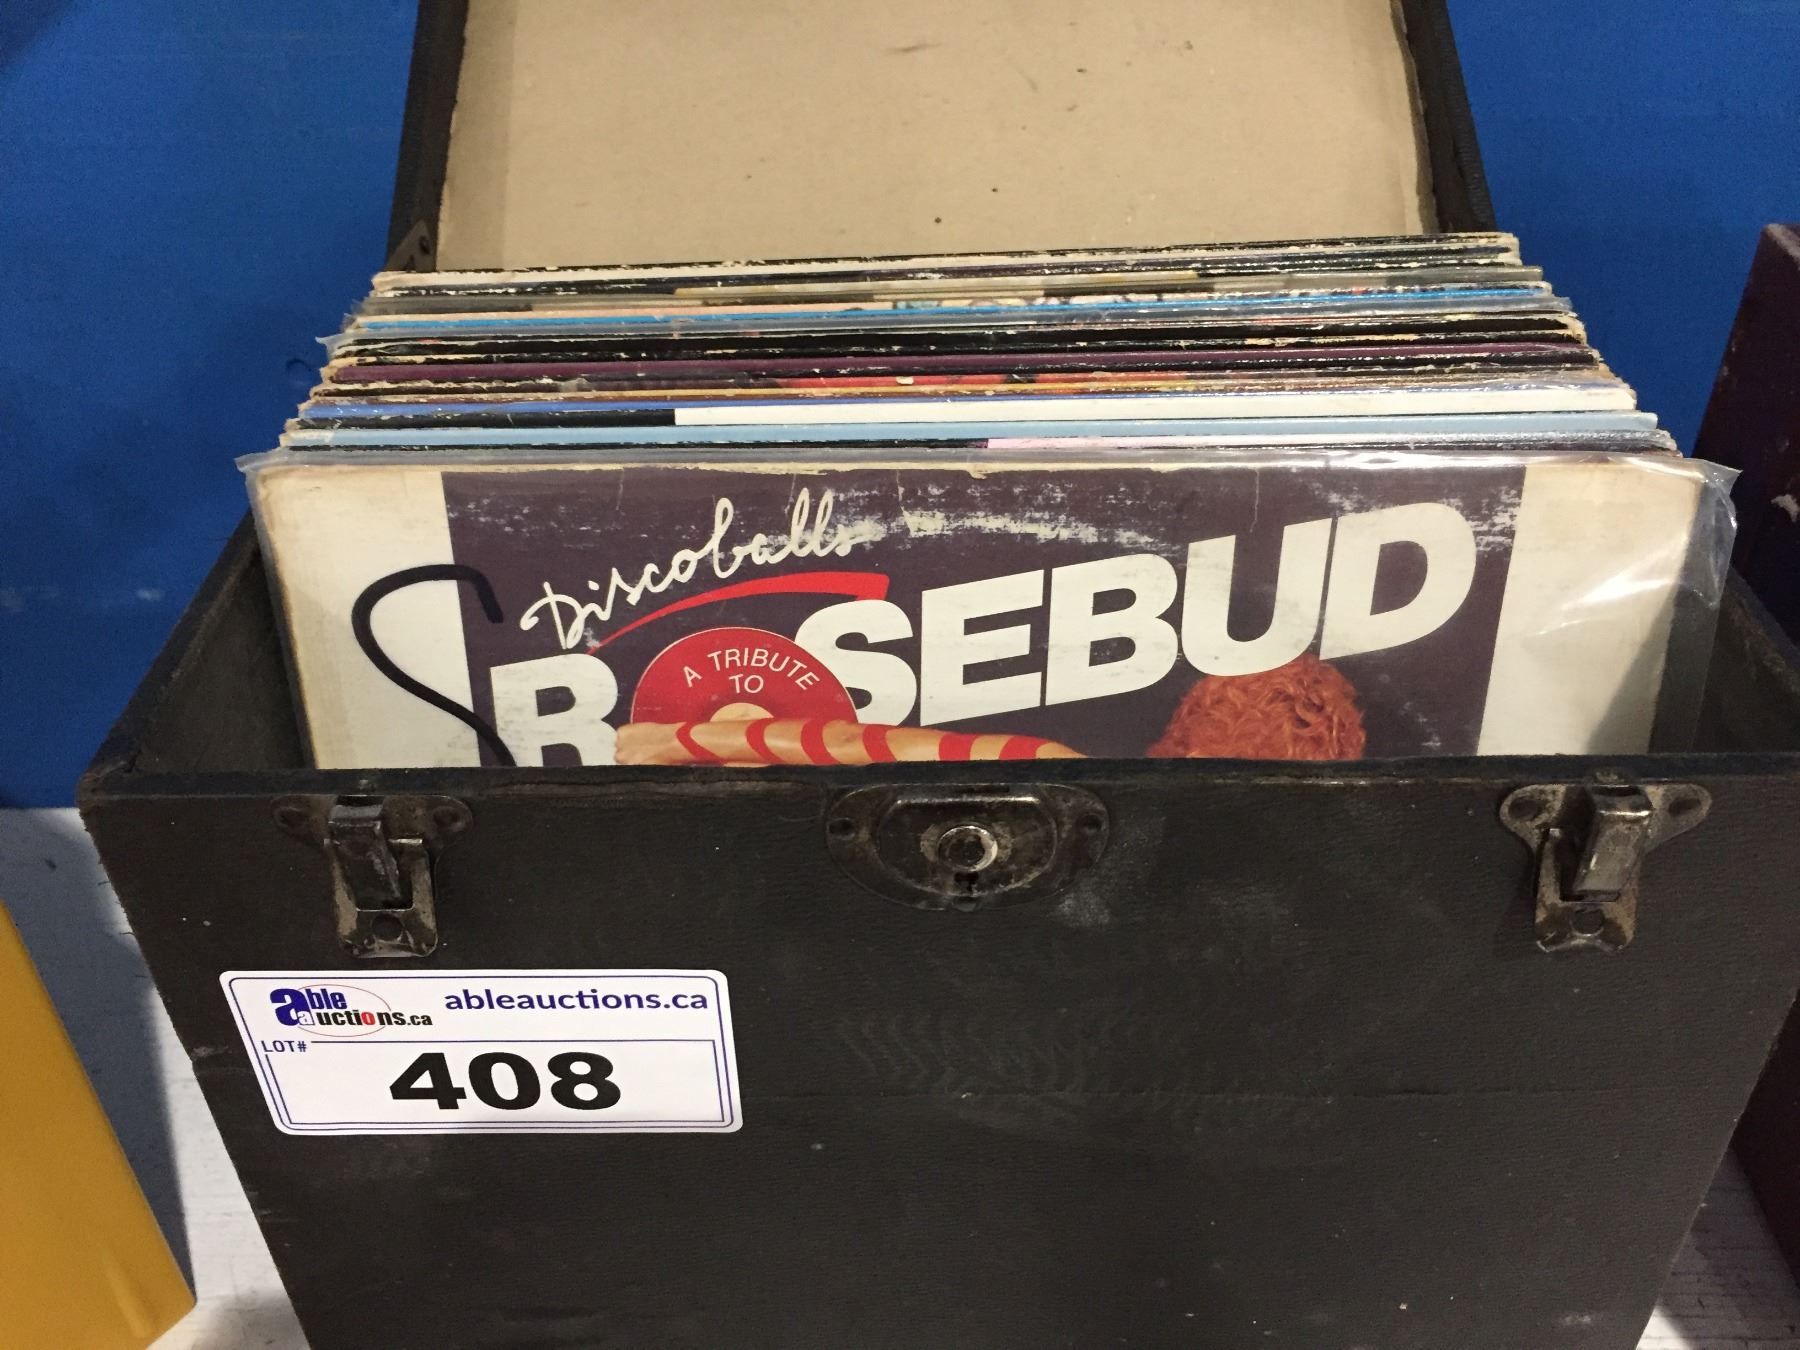 Discoballs
ROSEBUD
A TRIBUTE
TO
able auctions.ca
ableauctions.ca
LOT#
408